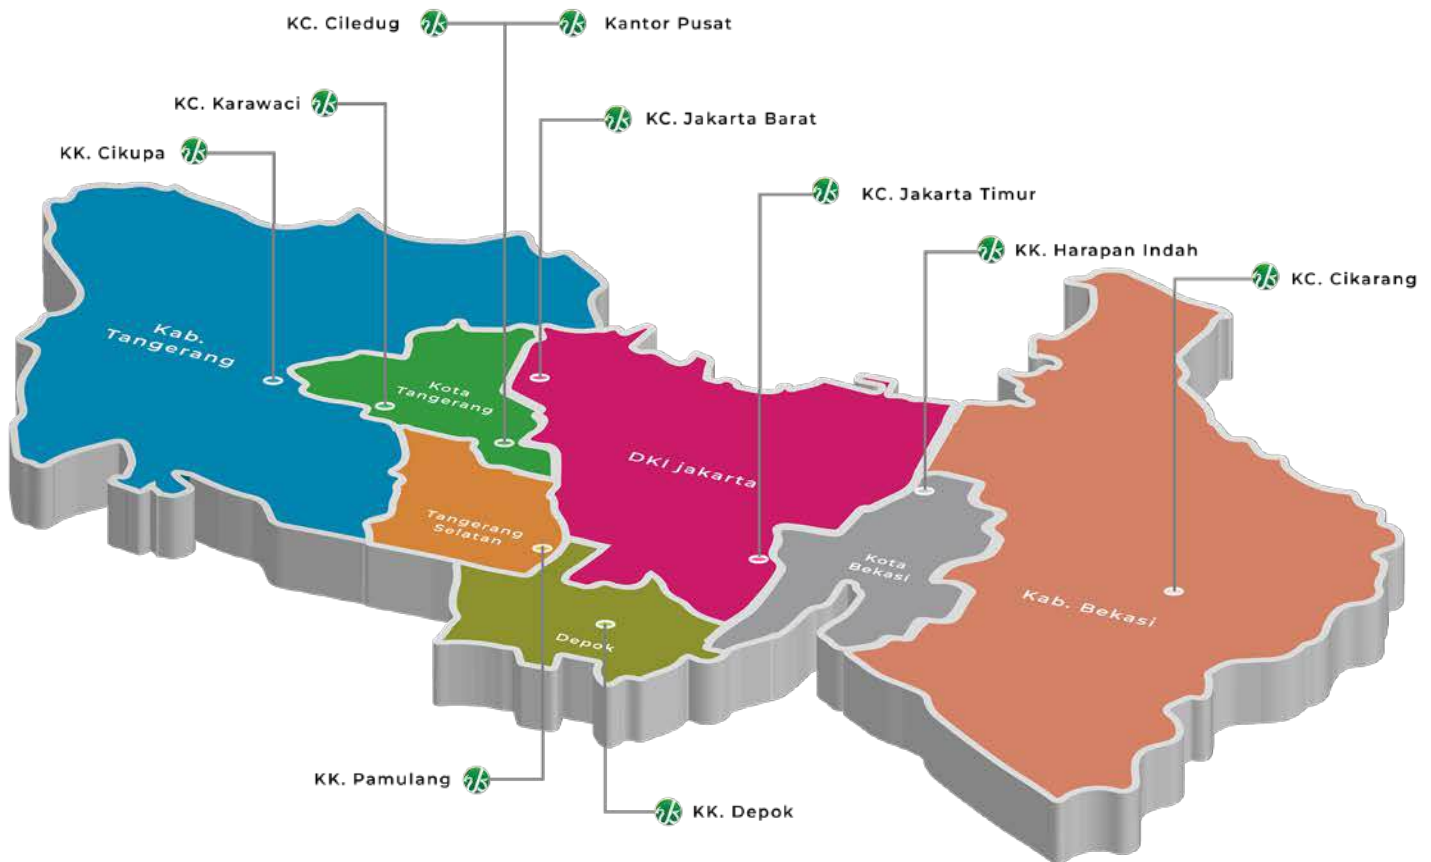 KC. Ciledug
Kantor Pusat
KC. Karawaci
KC. Jakarta Barat
KK. Cikupa
KC. Jakarta Timur
KK. Harapan Indah
KC. Cikarang
Kab.
Tangerang
Kota
Tangerang
DKI jakarta
Tangerang
Selatan
Kota
Bekasi
Kab. Bekasi
Depok
KK. Pamulang
KK. Depok